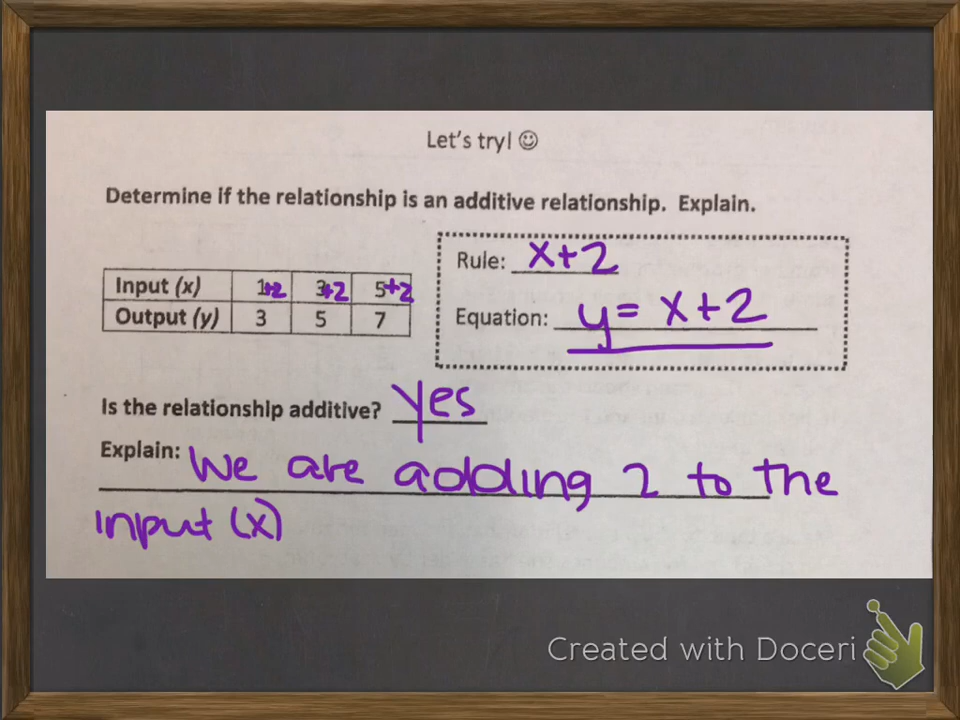 Let's try! ☺
Determine if the relationship is an additive relationship. Explain.
Rule: x+2
Input (x) 1+2 3+2 5+2
Output (y) 3 5 7
Equation: y = x+2
Is the relationship additive? yes
Explain: We are adding 2 to the
input (x)
Created with Doceri